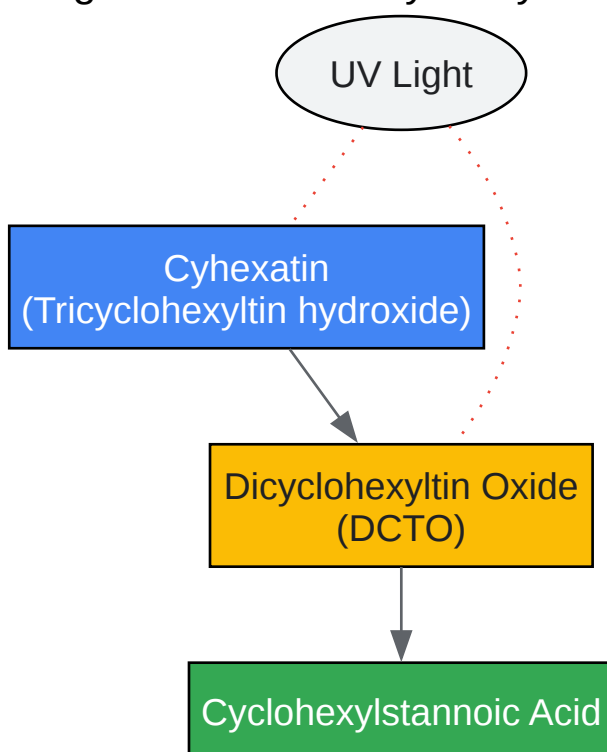 UV Light
Cyhexatin
(Tricyclohexyltin hydroxide)
Dicyclohexyltin Oxide
(DCTO)
Cyclohexylstannoic Acid